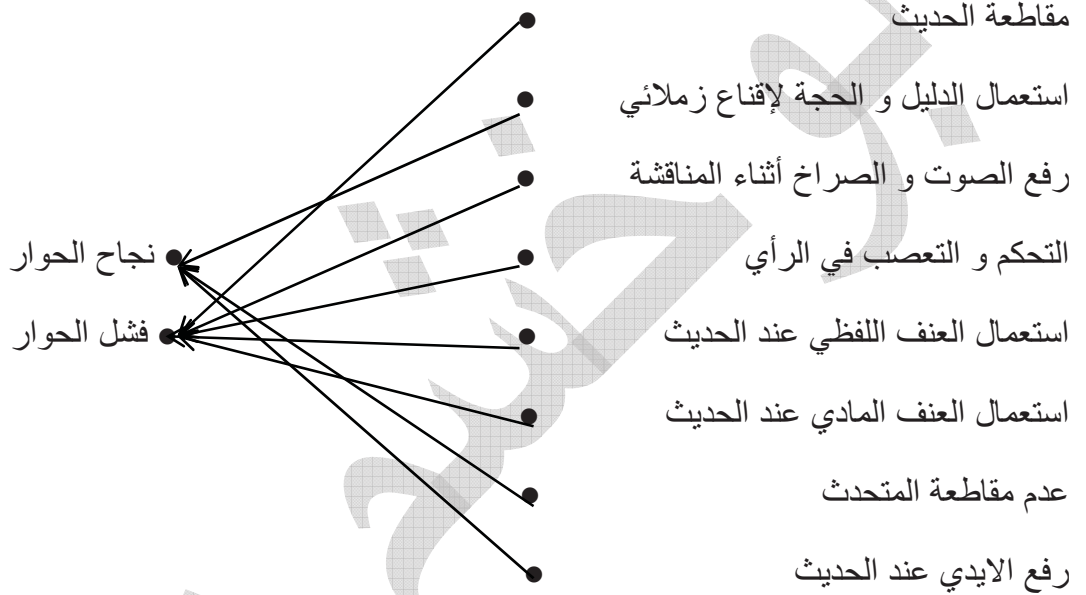 مقاطعة الحديث
استعمال الدليل و الحجة لإقناع زملائي
رفع الصوت و الصراخ أثناء المناقشة
التحكم و التعصب في الرأي
نجاح الحوار
استعمال العنف اللفظي عند الحديث
فشل الحوار
استعمال العنف المادي عند الحديث
عدم مقاطعة المتحدث
رفع الايدي عند الحديث